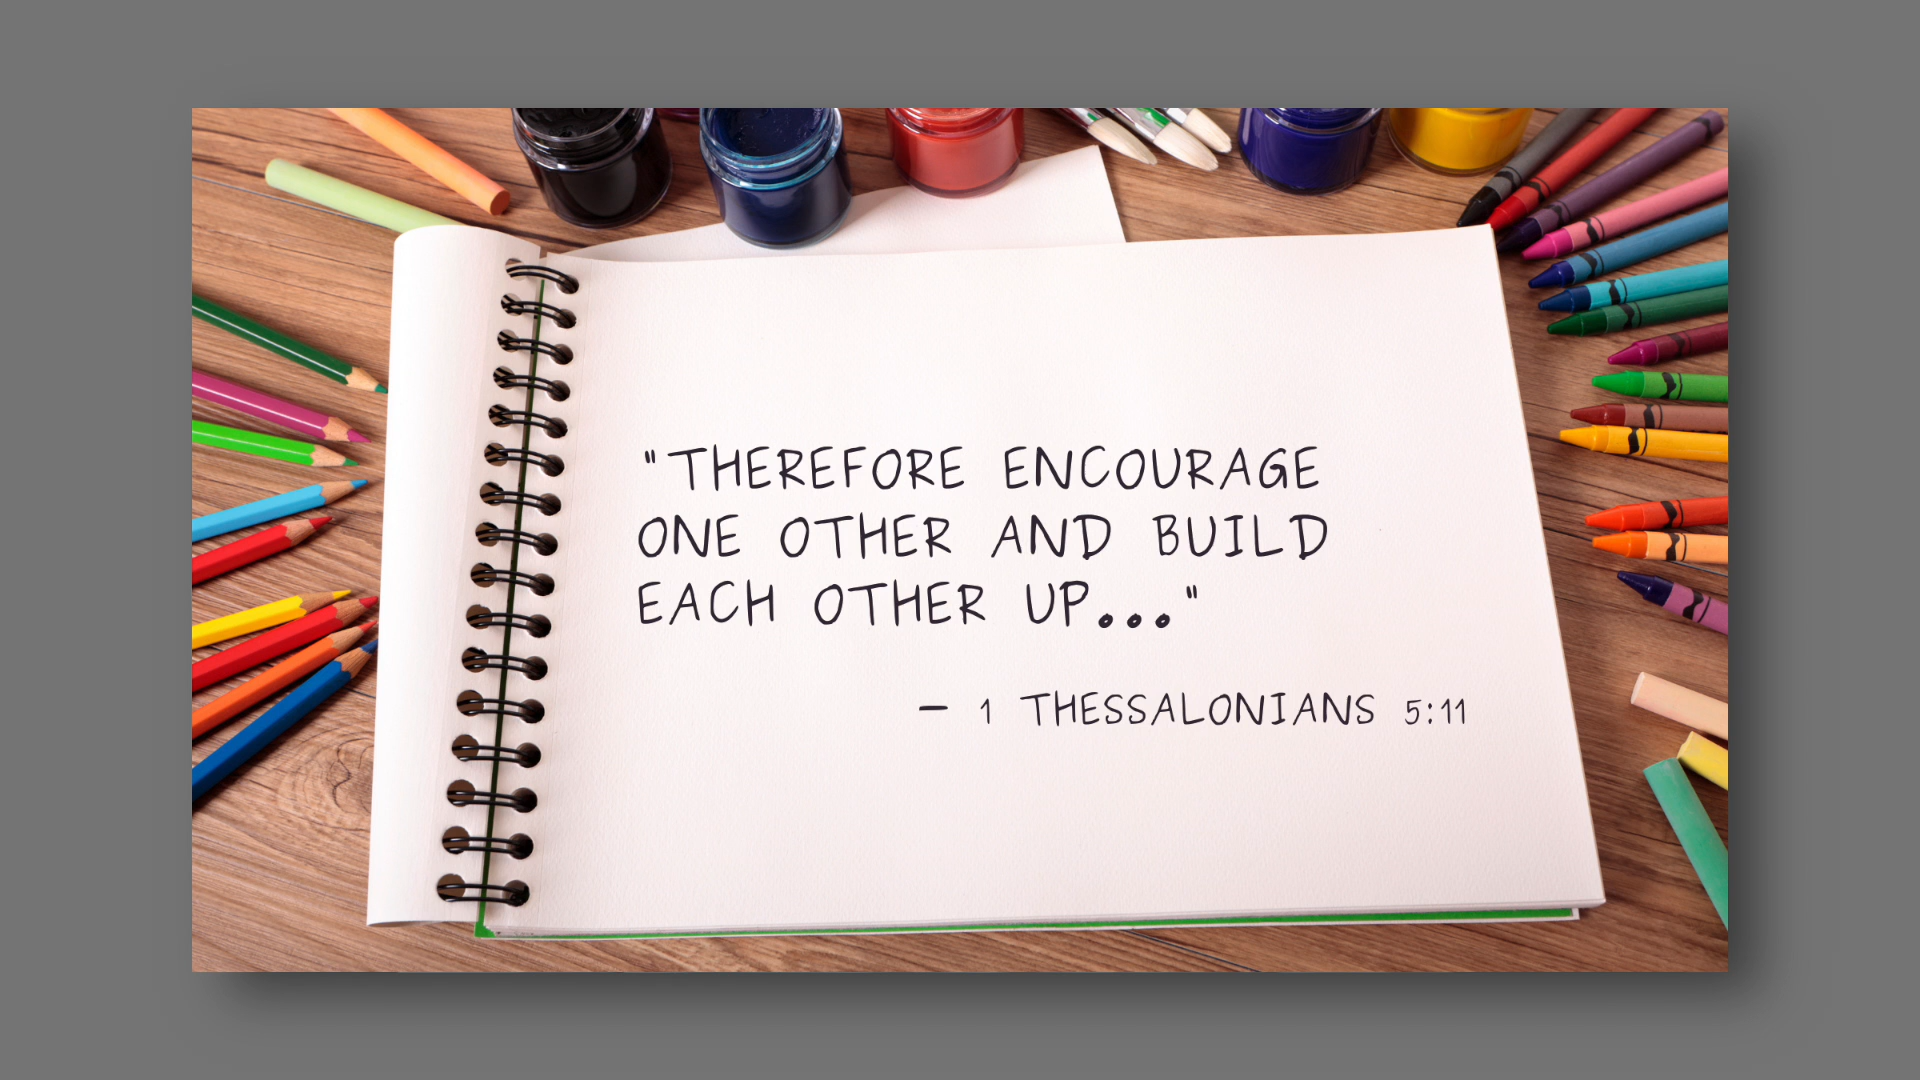 "THEREFORE ENCOURAGE
ONE OTHER AND BUILD
EACH OTHER UP..."
– 1 THESSALONIANS 5:11